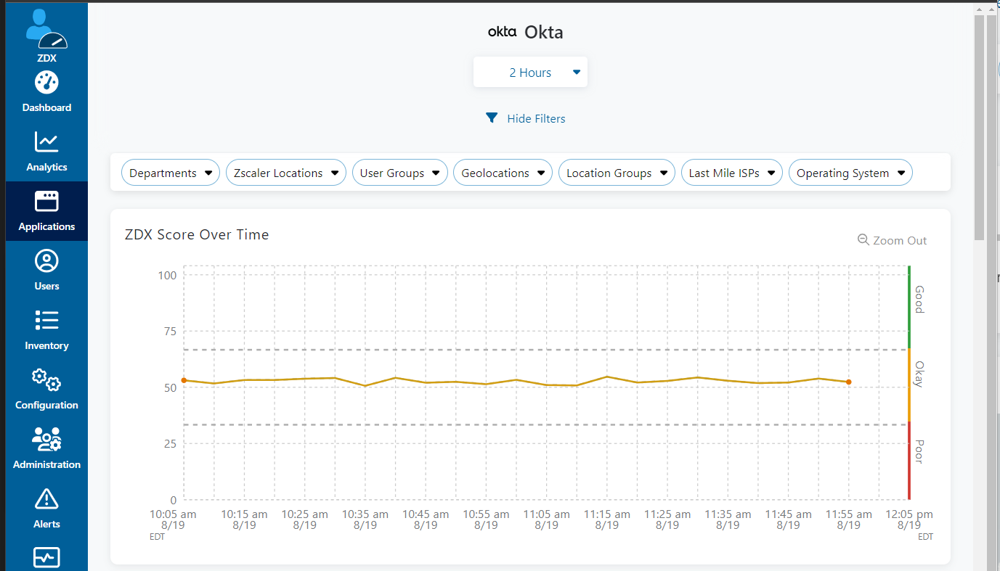 ZDX
Dashboard
Analytics
Applications
Users
Inventory
Configuration
Administration
Alerts
okta Okta
2 Hours
Hide Filters
Departments Zscaler Locations User Groups Geolocations Location Groups Last Mile ISPs Operating System
ZDX Score Over Time
Zoom Out
100
75
50
25
0
Good
Okay
Poor
10:05 am 10:15 am 10:25 am 10:35 am 10:45 am 10:55 am 11:05 am 11:15 am 11:25 am 11:35 am 11:45 am 11:55 am 12:05 pm
8/19 8/19 8/19 8/19 8/19 8/19 8/19 8/19 8/19 8/19 8/19 8/19 8/19
EDT EDT